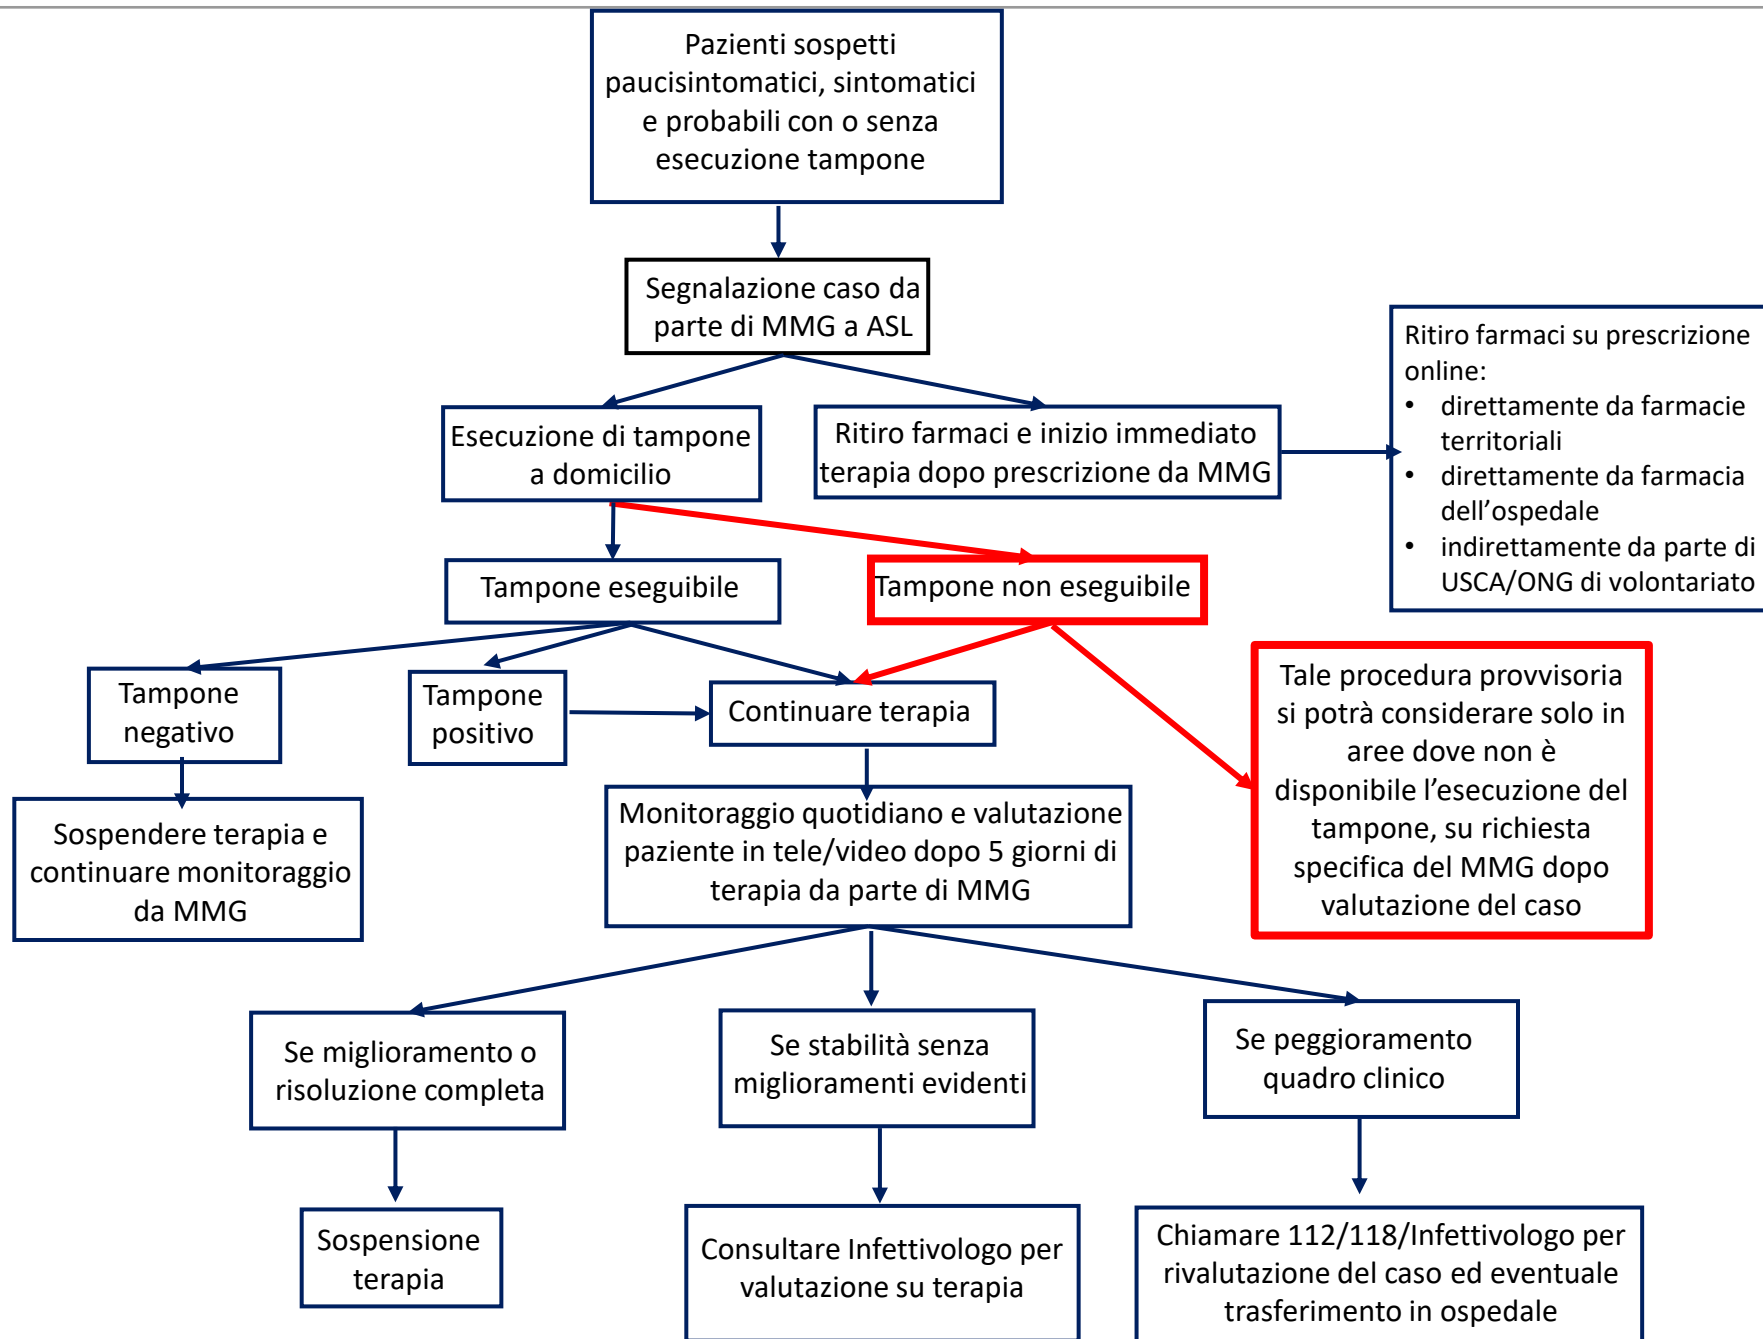 Pazienti sospetti
paucisintomatici, sintomatici
e probabili con o senza
esecuzione tampone
Segnalazione caso da
parte di MMG a ASL
Ritiro farmaci su prescrizione
online:
• direttamente da farmacie
territoriali
• direttamente da farmacia
dell’ospedale
• indirettamente da parte di
USCA/ONG di volontariato
Esecuzione di tampone
a domicilio
Ritiro farmaci e inizio immediato
terapia dopo prescrizione da MMG
Tampone eseguibile
Tampone non eseguibile
Tampone
negativo
Tampone
positivo
Continuare terapia
Tale procedura provvisoria
si potrà considerare solo in
aree dove non è
disponibile l’esecuzione del
tampone, su richiesta
specifica del MMG dopo
valutazione del caso
Sospendere terapia e
continuare monitoraggio
da MMG
Monitoraggio quotidiano e valutazione
paziente in tele/video dopo 5 giorni di
terapia da parte di MMG
Se miglioramento o
risoluzione completa
Se stabilità senza
miglioramenti evidenti
Se peggioramento
quadro clinico
Sospensione
terapia
Consultare Infettivologo per
valutazione su terapia
Chiamare 112/118/Infettivologo per
rivalutazione del caso ed eventuale
trasferimento in ospedale